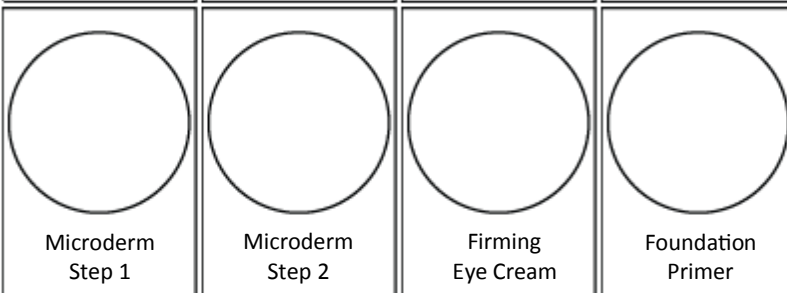 Microderm
Step 1
Microderm
Step 2
Firming
Eye Cream
Foundation
Primer